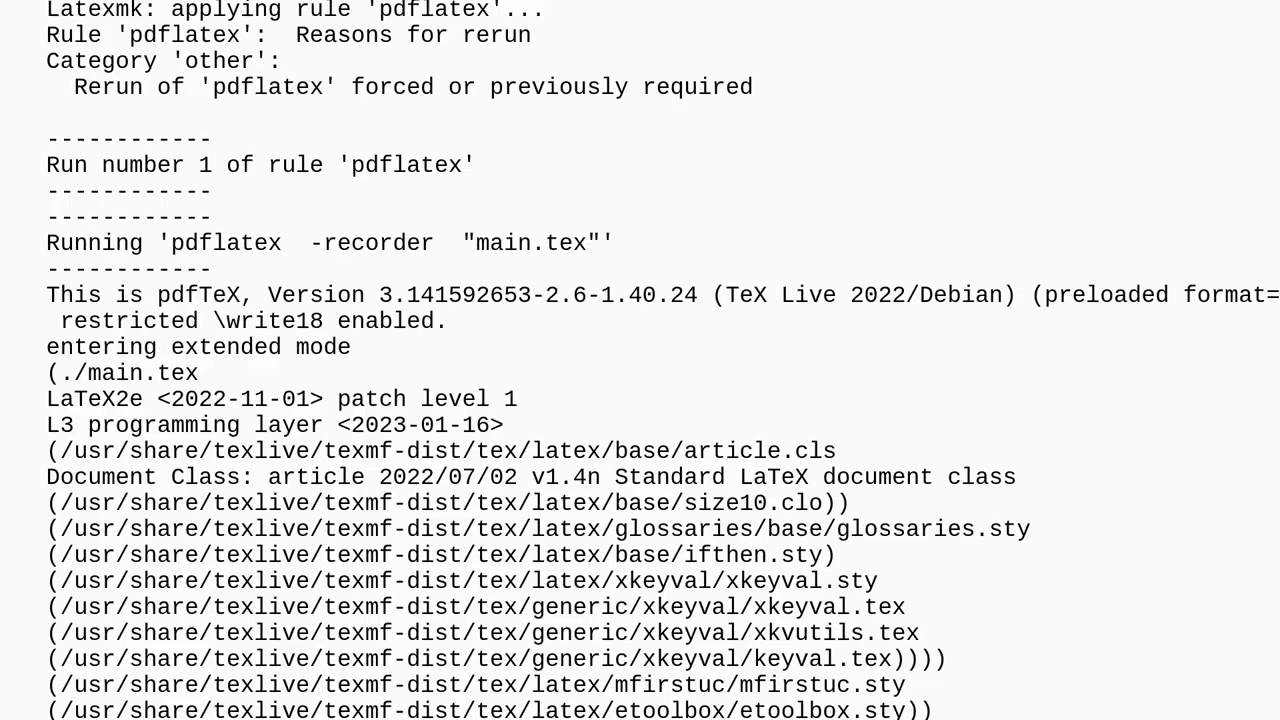 Latexmk: applying rule 'pdflatex'...
Rule 'pdflatex':  Reasons for rerun
Category 'other':
  Rerun of 'pdflatex' forced or previously required
------------
Run number 1 of rule 'pdflatex'
------------
------------
Running 'pdflatex  -recorder  "main.tex"'
------------
This is pdfTeX, Version 3.141592653-2.6-1.40.24 (TeX Live 2022/Debian) (preloaded format=
 restricted \write18 enabled.
entering extended mode
(./main.tex
LaTeX2e <2022-11-01> patch level 1
L3 programming layer <2023-01-16>
(/usr/share/texlive/texmf-dist/tex/latex/base/article.cls
Document Class: article 2022/07/02 v1.4n Standard LaTeX document class
(/usr/share/texlive/texmf-dist/tex/latex/base/size10.clo))
(/usr/share/texlive/texmf-dist/tex/latex/glossaries/base/glossaries.sty
(/usr/share/texlive/texmf-dist/tex/latex/base/ifthen.sty)
(/usr/share/texlive/texmf-dist/tex/latex/xkeyval/xkeyval.sty
(/usr/share/texlive/texmf-dist/tex/generic/xkeyval/xkeyval.tex
(/usr/share/texlive/texmf-dist/tex/generic/xkeyval/xkvutils.tex
(/usr/share/texlive/texmf-dist/tex/generic/xkeyval/keyval.tex))))
(/usr/share/texlive/texmf-dist/tex/latex/mfirstuc/mfirstuc.sty
(/usr/share/texlive/texmf-dist/tex/latex/etoolbox/etoolbox.sty))